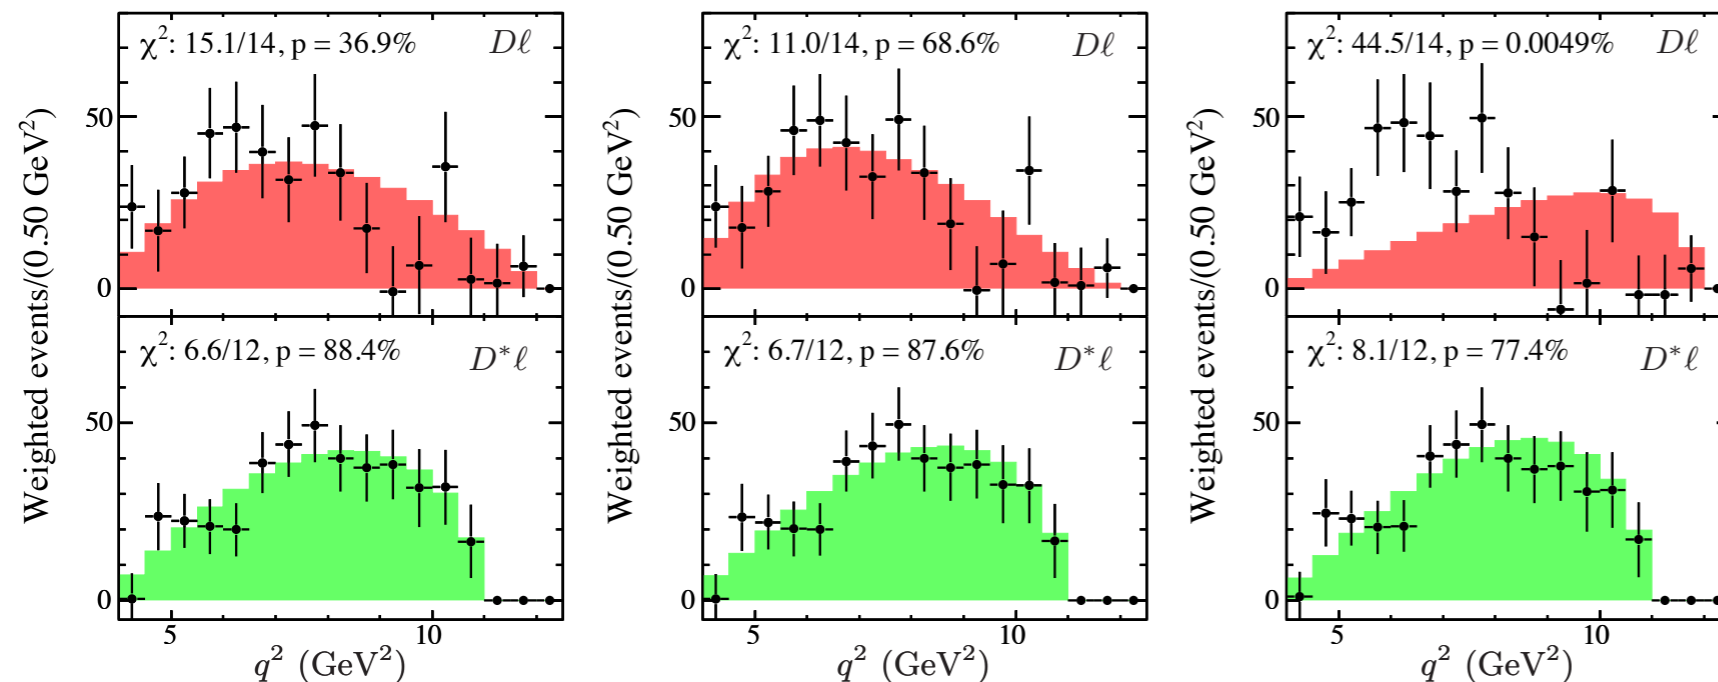 χ²: 15.1/14, p = 36.9% Dℓ
χ²: 11.0/14, p = 68.6% Dℓ
χ²: 44.5/14, p = 0.0049% Dℓ
50
0
50
0
50
0
χ²: 6.6/12, p = 88.4% D*ℓ
χ²: 6.7/12, p = 87.6% D*ℓ
χ²: 8.1/12, p = 77.4% D*ℓ
50
0
50
0
50
0
Weighted events/(0.50 GeV²)
Weighted events/(0.50 GeV²)
Weighted events/(0.50 GeV²)
5 10
5 10
5 10
q² (GeV²)
q² (GeV²)
q² (GeV²)